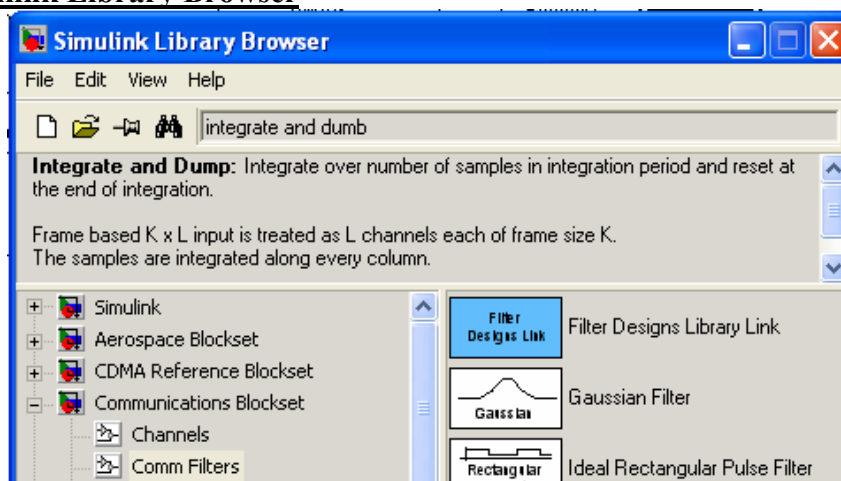 Simulink Library Browser
File Edit View Help
integrate and dumb
Integrate and Dump: Integrate over number of samples in integration period and reset at
the end of integration.
Frame based K x L input is treated as L channels each of frame size K.
The samples are integrated along every column.
Simulink
Aerospace Blockset
CDMA Reference Blockset
Communications Blockset
Channels
Comm Filters
Filter
Designs Link
Filter Designs Library Link
Gaussian
Gaussian Filter
Rectangular
Ideal Rectangular Pulse Filter